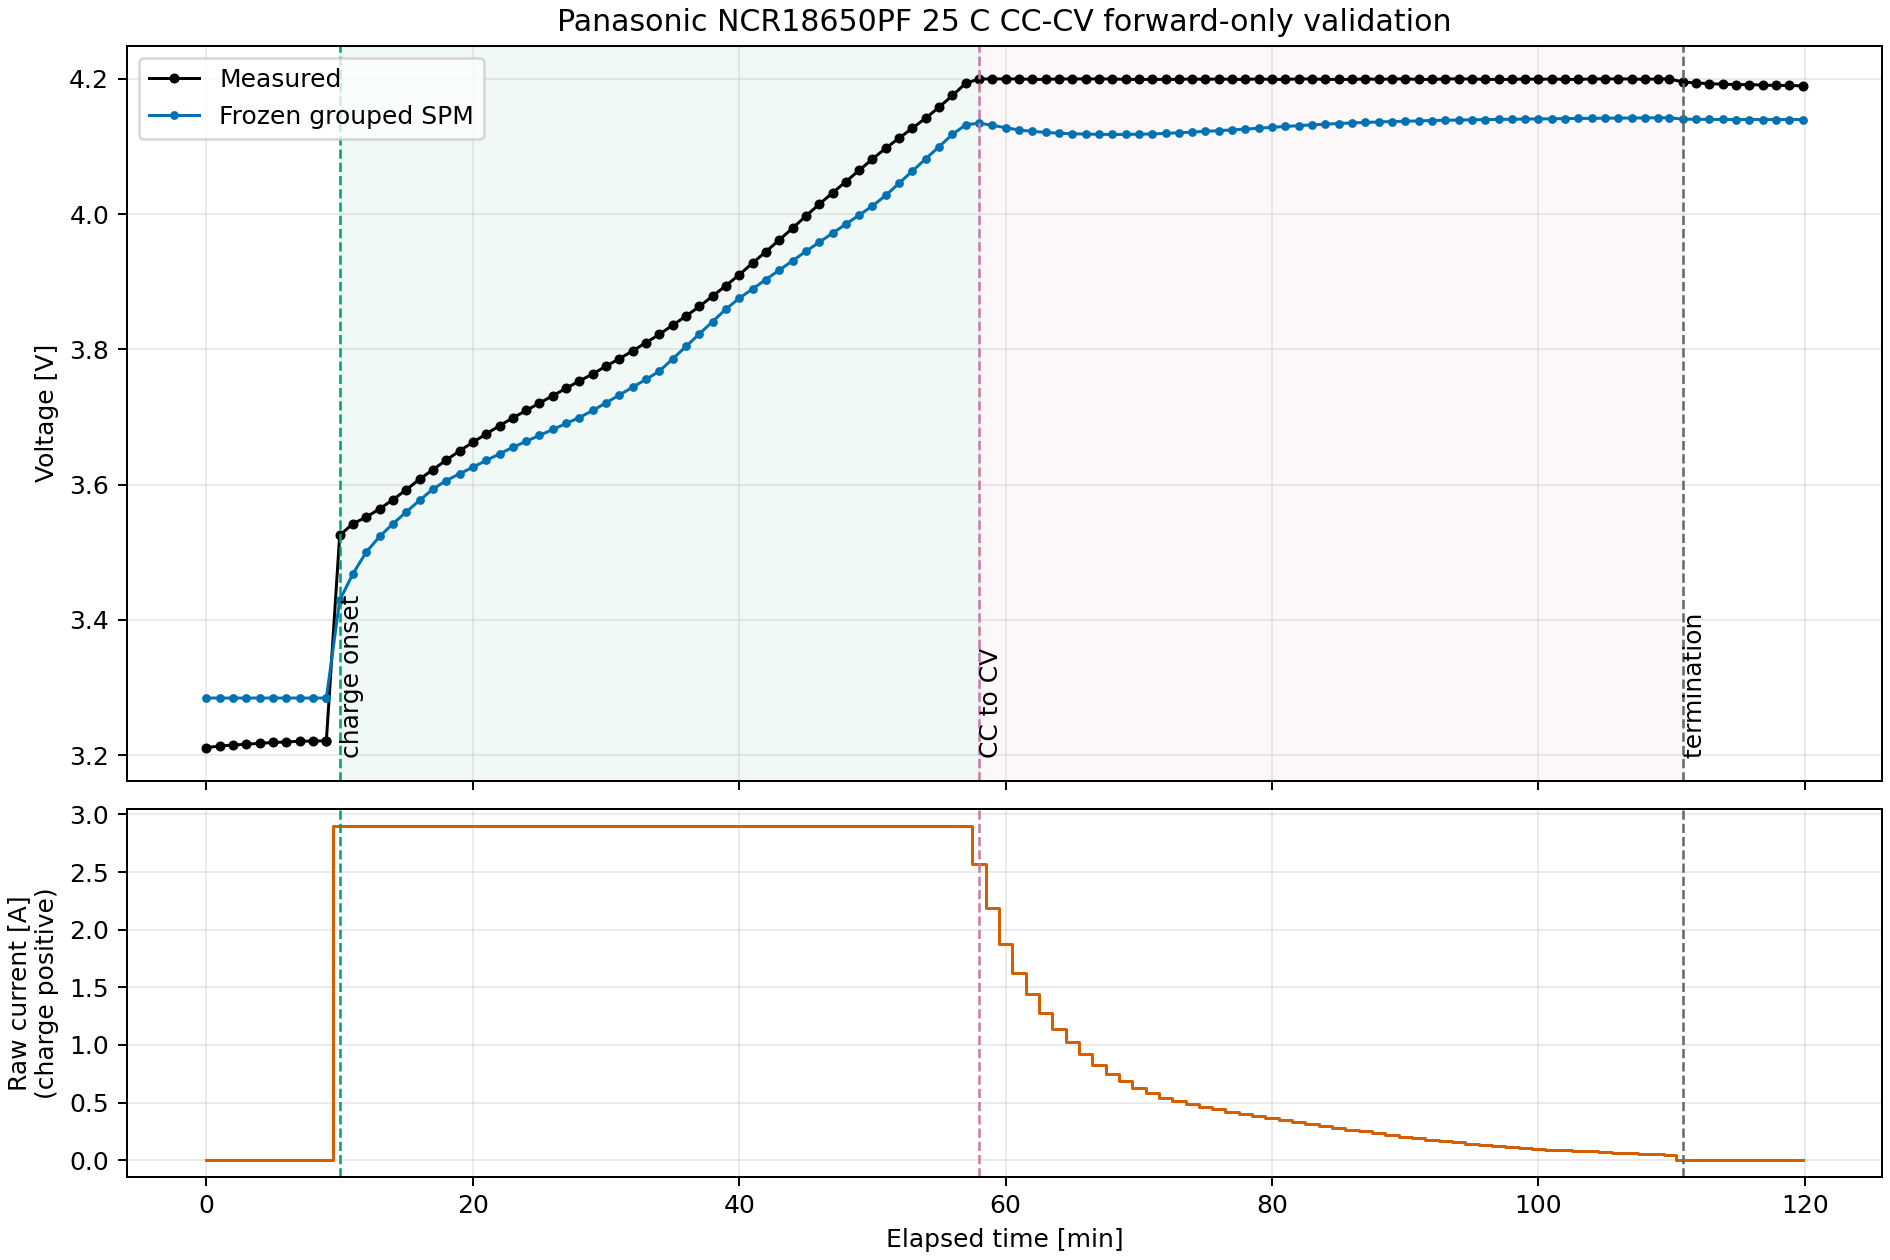 Panasonic NCR18650PF 25 C CC-CV forward-only validation
Measured
Frozen grouped SPM
Voltage [V]
4.2
4.0
3.8
3.6
3.4
3.2
charge onset
CC to CV
termination
Raw current [A]
(charge positive)
3.0
2.5
2.0
1.5
1.0
0.5
0.0
0
20
40
60
80
100
120
Elapsed time [min]